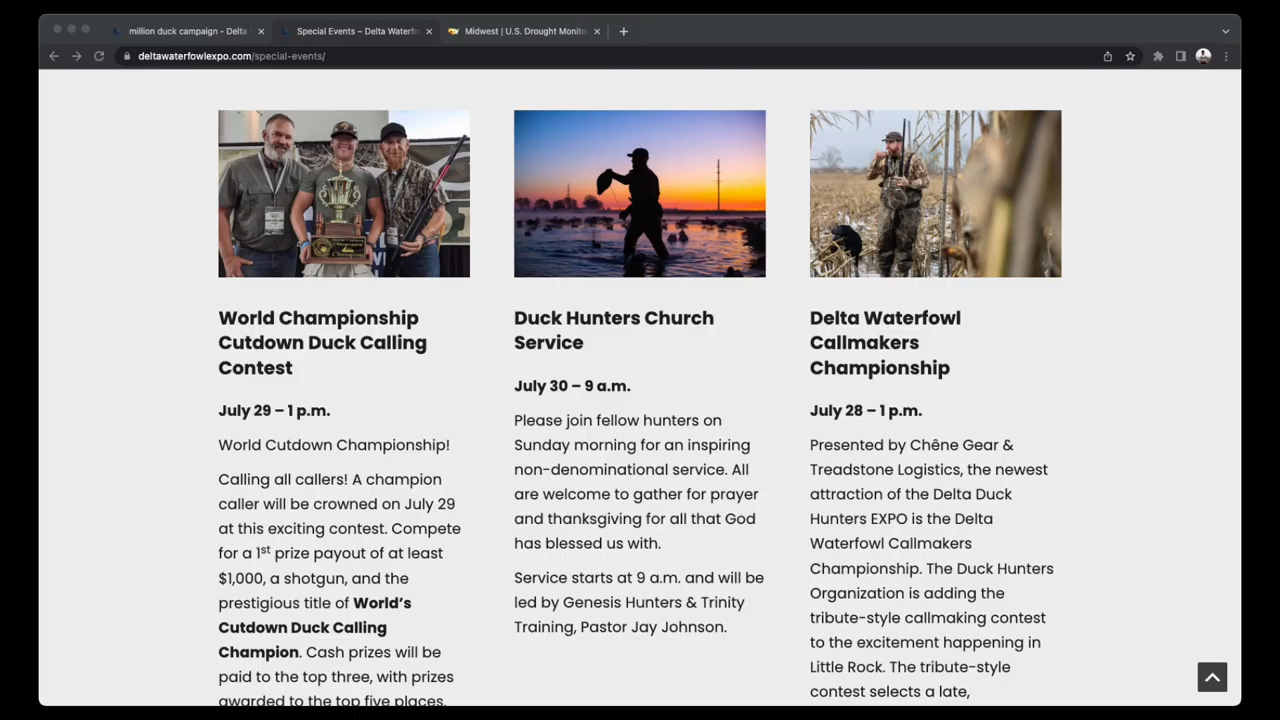 million duck campaign - Delta
Special Events – Delta Waterfo
Midwest | U.S. Drought Monito
deltawaterfowlexpo.com/special-events/
World Championship
Cutdown Duck Calling
Contest
July 29 – 1 p.m.
World Cutdown Championship!
Calling all callers! A champion
caller will be crowned on July 29
at this exciting contest. Compete
for a 1st prize payout of at least
$1,000, a shotgun, and the
prestigious title of World's
Cutdown Duck Calling
Champion. Cash prizes will be
paid to the top three, with prizes
awarded to the top five places.
Duck Hunters Church
Service
July 30 – 9 a.m.
Please join fellow hunters on
Sunday morning for an inspiring
non-denominational service. All
are welcome to gather for prayer
and thanksgiving for all that God
has blessed us with.
Service starts at 9 a.m. and will be
led by Genesis Hunters & Trinity
Training, Pastor Jay Johnson.
Delta Waterfowl
Callmakers
Championship
July 28 – 1 p.m.
Presented by Chêne Gear &
Treadstone Logistics, the newest
attraction of the Delta Duck
Hunters EXPO is the Delta
Waterfowl Callmakers
Championship. The Duck Hunters
Organization is adding the
tribute-style callmaking contest
to the excitement happening in
Little Rock. The tribute-style
contest selects a late,